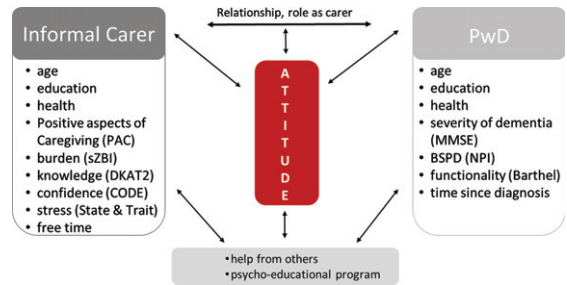 Relationship, role as carer
Informal Carer
• age
• education
• health
• Positive aspects of
Caregiving (PAC)
• burden (sZBI)
• knowledge (DKAT2)
• confidence (CODE)
• stress (State & Trait)
• free time
ATTITUDE
PwD
• age
• education
• health
• severity of dementia
(MMSE)
• BSPD (NPI)
• functionality (Barthel)
• time since diagnosis
•help from others
•psycho-educational program